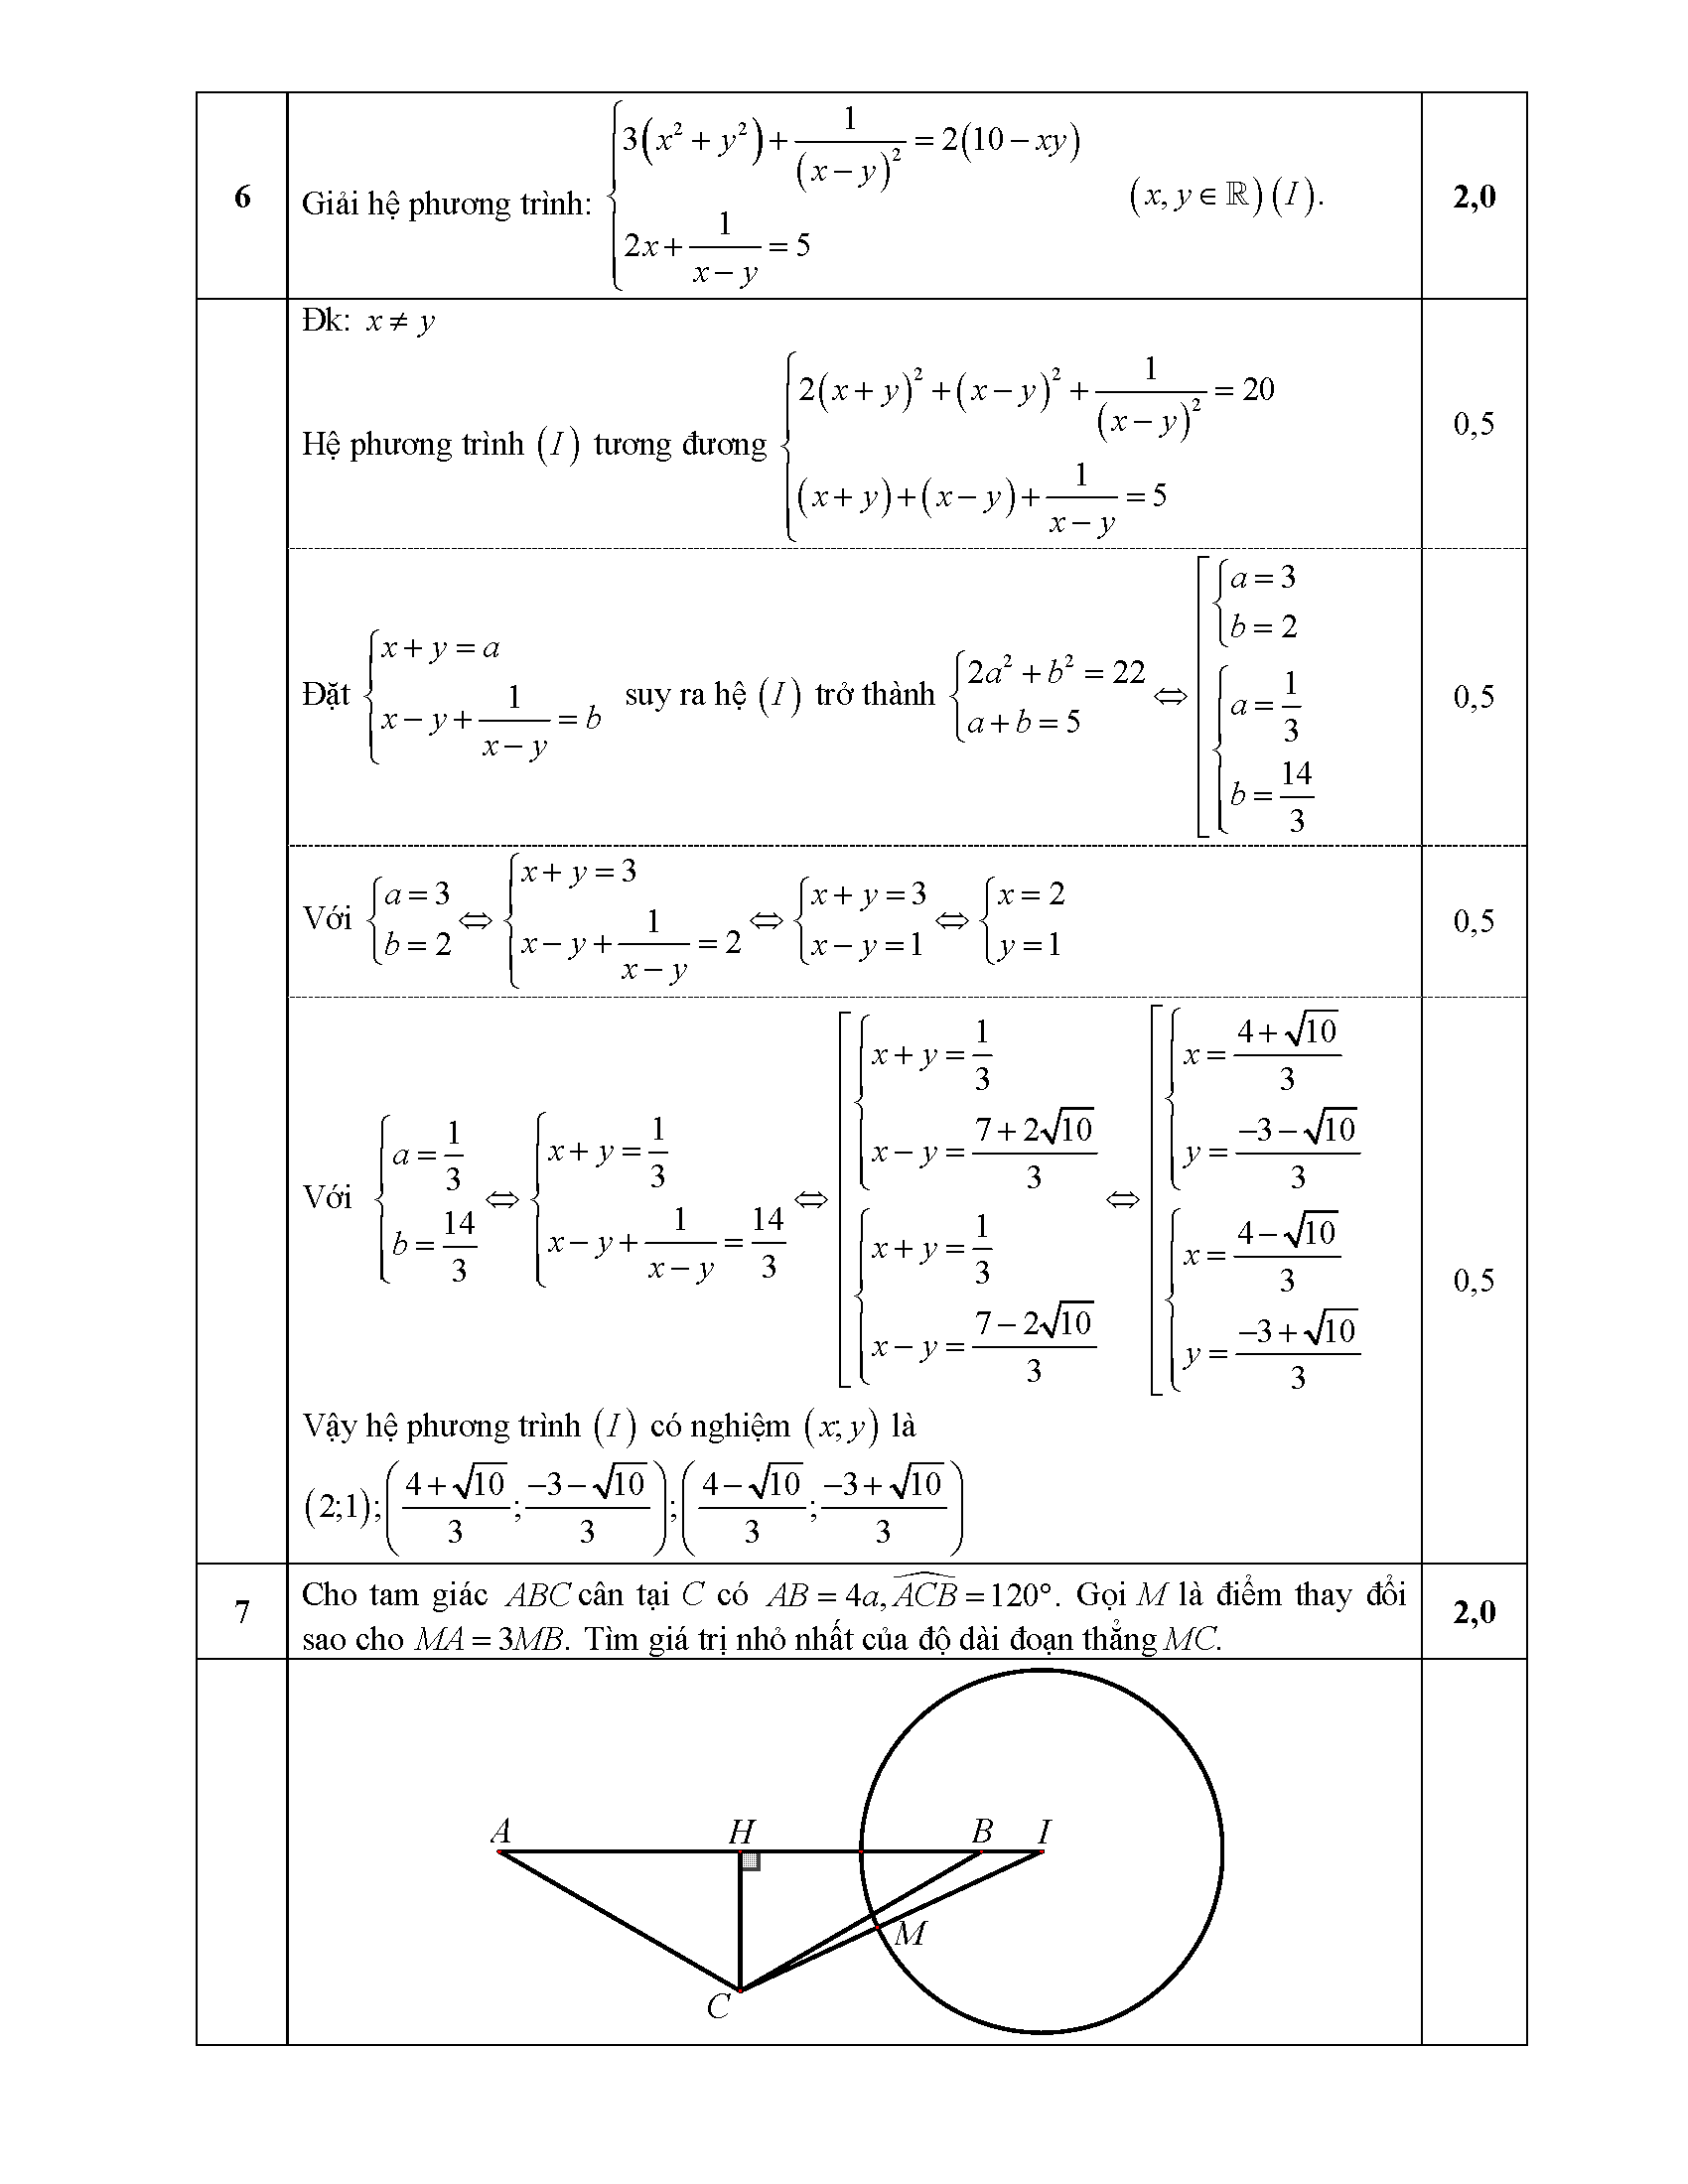 6
Giải hệ phương trình: { 3(x² + y²) + 1/(x − y)² = 2(10 − xy) ; 2x + 1/(x − y) = 5 (x, y ∈ ℝ)(I).
2,0
Đk: x ≠ y
Hệ phương trình (I) tương đương { 2(x + y)² + (x − y)² + 1/(x − y)² = 20 ; (x + y) + (x − y) + 1/(x − y) = 5
0,5
Đặt { x + y = a ; x − y + 1/(x − y) = b suy ra hệ (I) trở thành { 2a² + b² = 22 ; a + b = 5 ⇔ [ { a = 3 ; b = 2 ; { a = 1/3 ; b = 14/3
0,5
Với { a = 3 ; b = 2 ⇔ { x + y = 3 ; x − y + 1/(x − y) = 2 ⇔ { x + y = 3 ; x − y = 1 ⇔ { x = 2 ; y = 1
0,5
Với { a = 1/3 ; b = 14/3 ⇔ { x + y = 1/3 ; x − y + 1/(x − y) = 14/3 ⇔ [ { x + y = 1/3 ; x − y = (7 + 2√10)/3 ; { x + y = 1/3 ; x − y = (7 − 2√10)/3 ⇔ [ { x = (4 + √10)/3 ; y = (−3 − √10)/3 ; { x = (4 − √10)/3 ; y = (−3 + √10)/3
0,5
Vậy hệ phương trình (I) có nghiệm (x; y) là
(2;1);((4 + √10)/3 ; (−3 − √10)/3);((4 − √10)/3 ; (−3 + √10)/3)
7
Cho tam giác ABC cân tại C có AB = 4a, ACB = 120°. Gọi M là điểm thay đổi
sao cho MA = 3MB. Tìm giá trị nhỏ nhất của độ dài đoạn thẳng MC.
2,0
A H B I
M
C